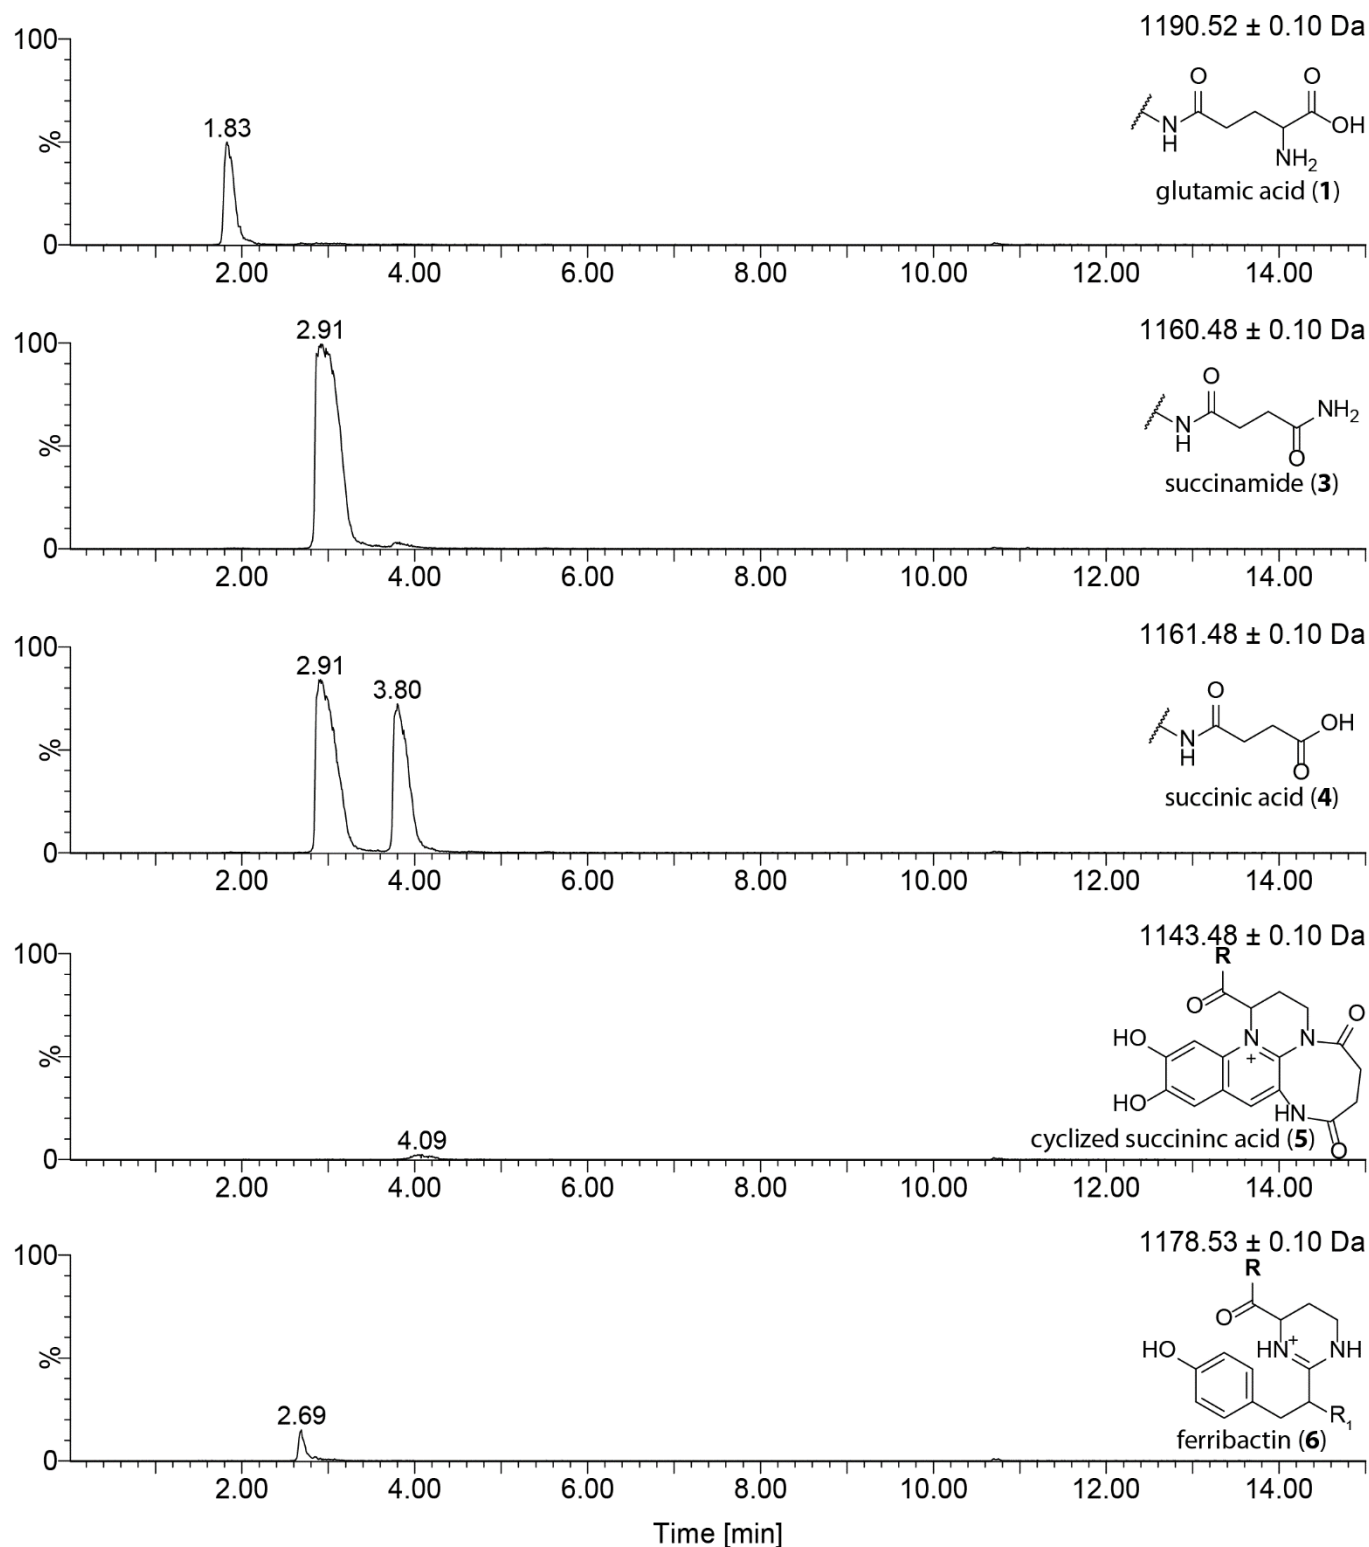 1190.52 ± 0.10 Da
100
%
0
1.83
O
O
N
H
OH
NH2
glutamic acid (1)
2.00 4.00 6.00 8.00 10.00 12.00 14.00
1160.48 ± 0.10 Da
100
%
0
2.91
O
N
H
NH2
O
succinamide (3)
2.00 4.00 6.00 8.00 10.00 12.00 14.00
1161.48 ± 0.10 Da
100
%
0
2.91
3.80
O
N
H
OH
O
succinic acid (4)
2.00 4.00 6.00 8.00 10.00 12.00 14.00
1143.48 ± 0.10 Da
100
%
0
4.09
R
O
O
HO
N
+
N
HO
HN
O
cyclized succininc acid (5)
2.00 4.00 6.00 8.00 10.00 12.00 14.00
1178.53 ± 0.10 Da
100
%
0
2.69
R
O
HO
HN
+
NH
R1
ferribactin (6)
2.00 4.00 6.00 8.00 10.00 12.00 14.00
Time [min]